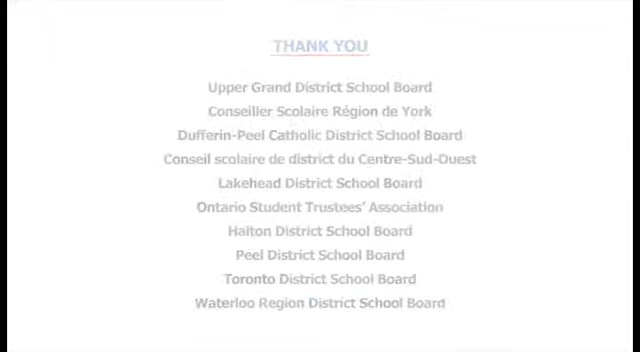 THANK YOU
Upper Grand District School Board
Conseiller Scolaire Région de York
Dufferin-Peel Catholic District School Board
Conseil scolaire de district du Centre-Sud-Ouest
Lakehead District School Board
Ontario Student Trustees' Association
Halton District School Board
Peel District School Board
Toronto District School Board
Waterloo Region District School Board